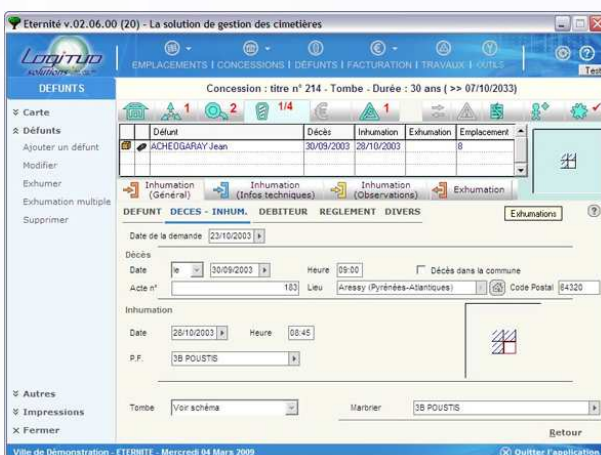 Eternité v.02.06.00 (20) - La solution de gestion des cimetières
Logitud
solutions
EMPLACEMENTS | CONCESSIONS | DÉFUNTS | FACTURATION | TRAVAUX | OUTILS
Test
DEFUNTS
Concession : titre n° 214 - Tombe - Durée : 30 ans ( >> 07/10/2033)
Carte
1 2 1/4 1
Défunts
Ajouter un défunt
Modifier
Exhumer
Exhumation multiple
Supprimer
Défunt Décès Inhumation Exhumation Emplacement
ACHEOGARAY Jean 30/09/2003 28/10/2003 8
Inhumation (Général) Inhumation (Infos techniques) Inhumation (Observations) Exhumation
DEFUNT DECES - INHUM. DEBITEUR REGLEMENT DIVERS
Exhumations
Date de la demande 23/10/2003
Décès
Date le 30/09/2003 Heure 09:00 Décès dans la commune
Acte n° 183 Lieu Aressy (Pyrénées-Atlantiques) Code Postal 64320
Inhumation
Date 28/10/2003 Heure 08:45
P.F. 3B POUSTIS
Tombe Voir schéma Marbrier 3B POUSTIS
Autres
Impressions
Fermer
Retour
Ville de Démonstration - ETERNITE - Mercredi 04 Mars 2009
Quitter l'application